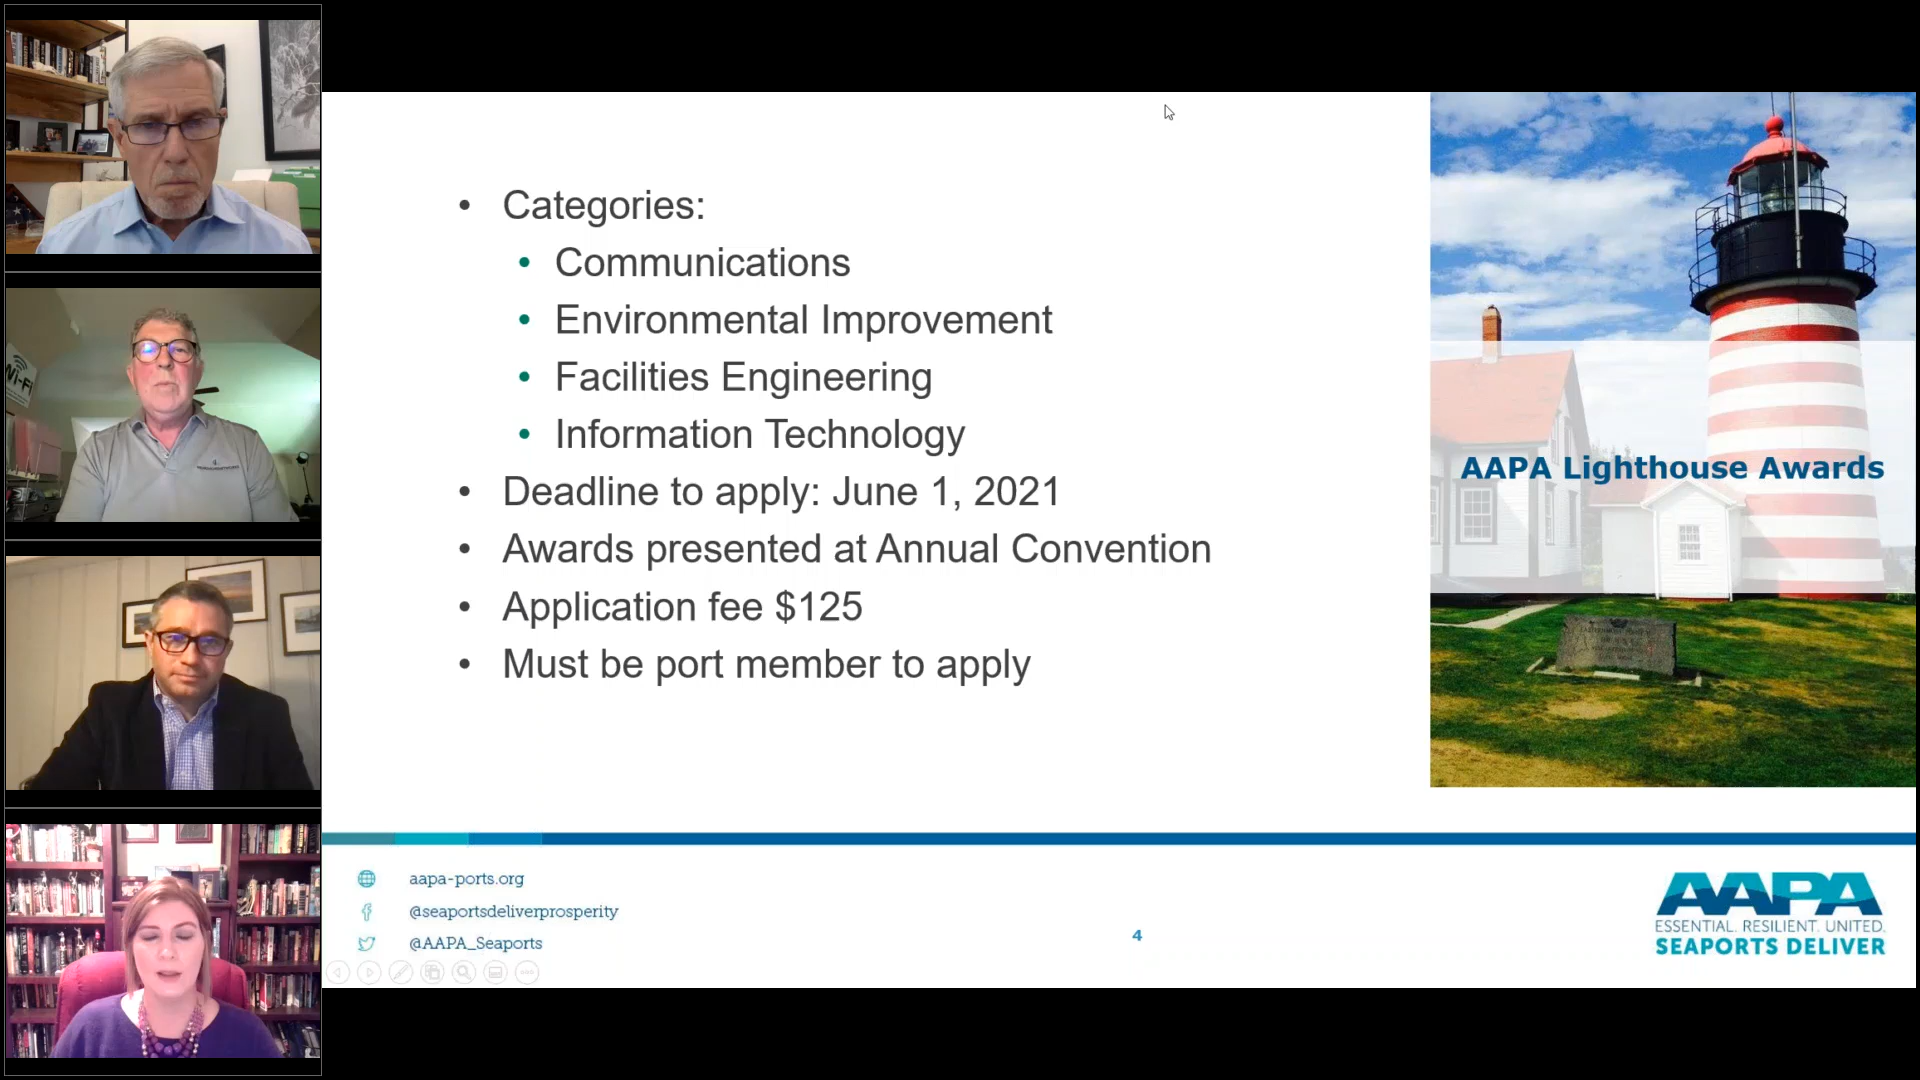 Categories:
Communications
Environmental Improvement
Facilities Engineering
Information Technology
Deadline to apply: June 1, 2021
Awards presented at Annual Convention
Application fee $125
Must be port member to apply
AAPA Lighthouse Awards
aapa-ports.org
@seaportsdeliverprosperity
@AAPA_Seaports
4
AAPA
ESSENTIAL. RESILIENT. UNITED.
SEAPORTS DELIVER
Wi-Fi